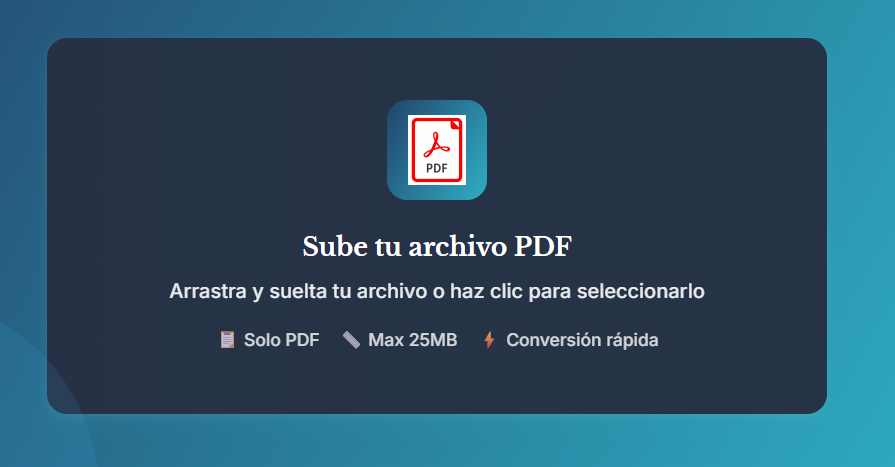 PDF
Sube tu archivo PDF
Arrastra y suelta tu archivo o haz clic para seleccionarlo
Solo PDF Max 25MB Conversión rápida